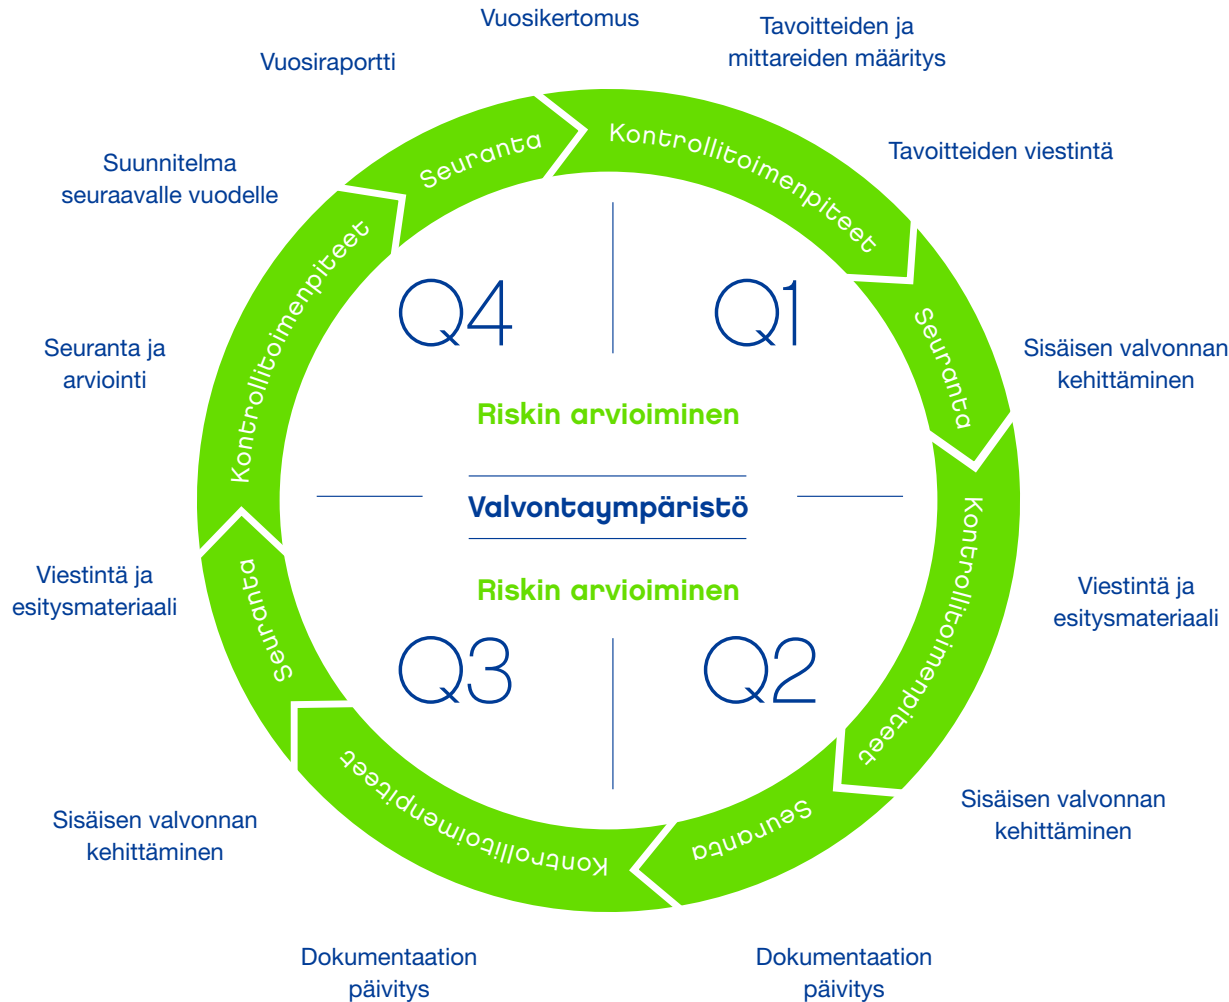 Vuosikertomus
Tavoitteiden ja
mittareiden määritys
Vuosiraportti
Tavoitteiden viestintä
Suunnitelma
seuraavalle vuodelle
Seuranta
Kontrollitoimenpiteet
Seuranta
Kontrollitoimenpiteet
Seuranta
Kontrollitoimenpiteet
Seuranta
Kontrollitoimenpiteet
Q4
Q1
Seuranta ja
arviointi
Sisäisen valvonnan
kehittäminen
Riskin arvioiminen
Valvontaympäristö
Riskin arvioiminen
Viestintä ja
esitysmateriaali
Viestintä ja
esitysmateriaali
Q3
Q2
Sisäisen valvonnan
kehittäminen
Sisäisen valvonnan
kehittäminen
Dokumentaation
päivitys
Dokumentaation
päivitys